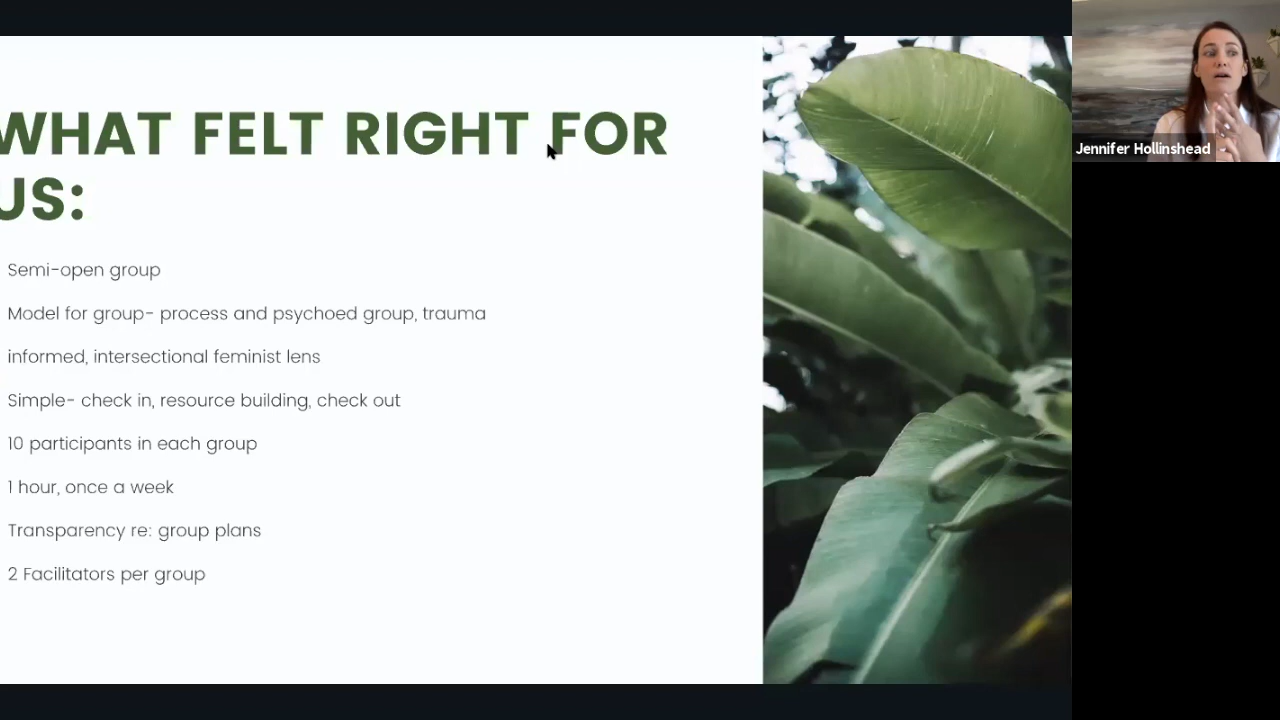 WHAT FELT RIGHT FOR
US:
Semi-open group
Model for group- process and psychoed group, trauma
informed, intersectional feminist lens
Simple- check in, resource building, check out
10 participants in each group
1 hour, once a week
Transparency re: group plans
2 Facilitators per group
Jennifer Hollinshead